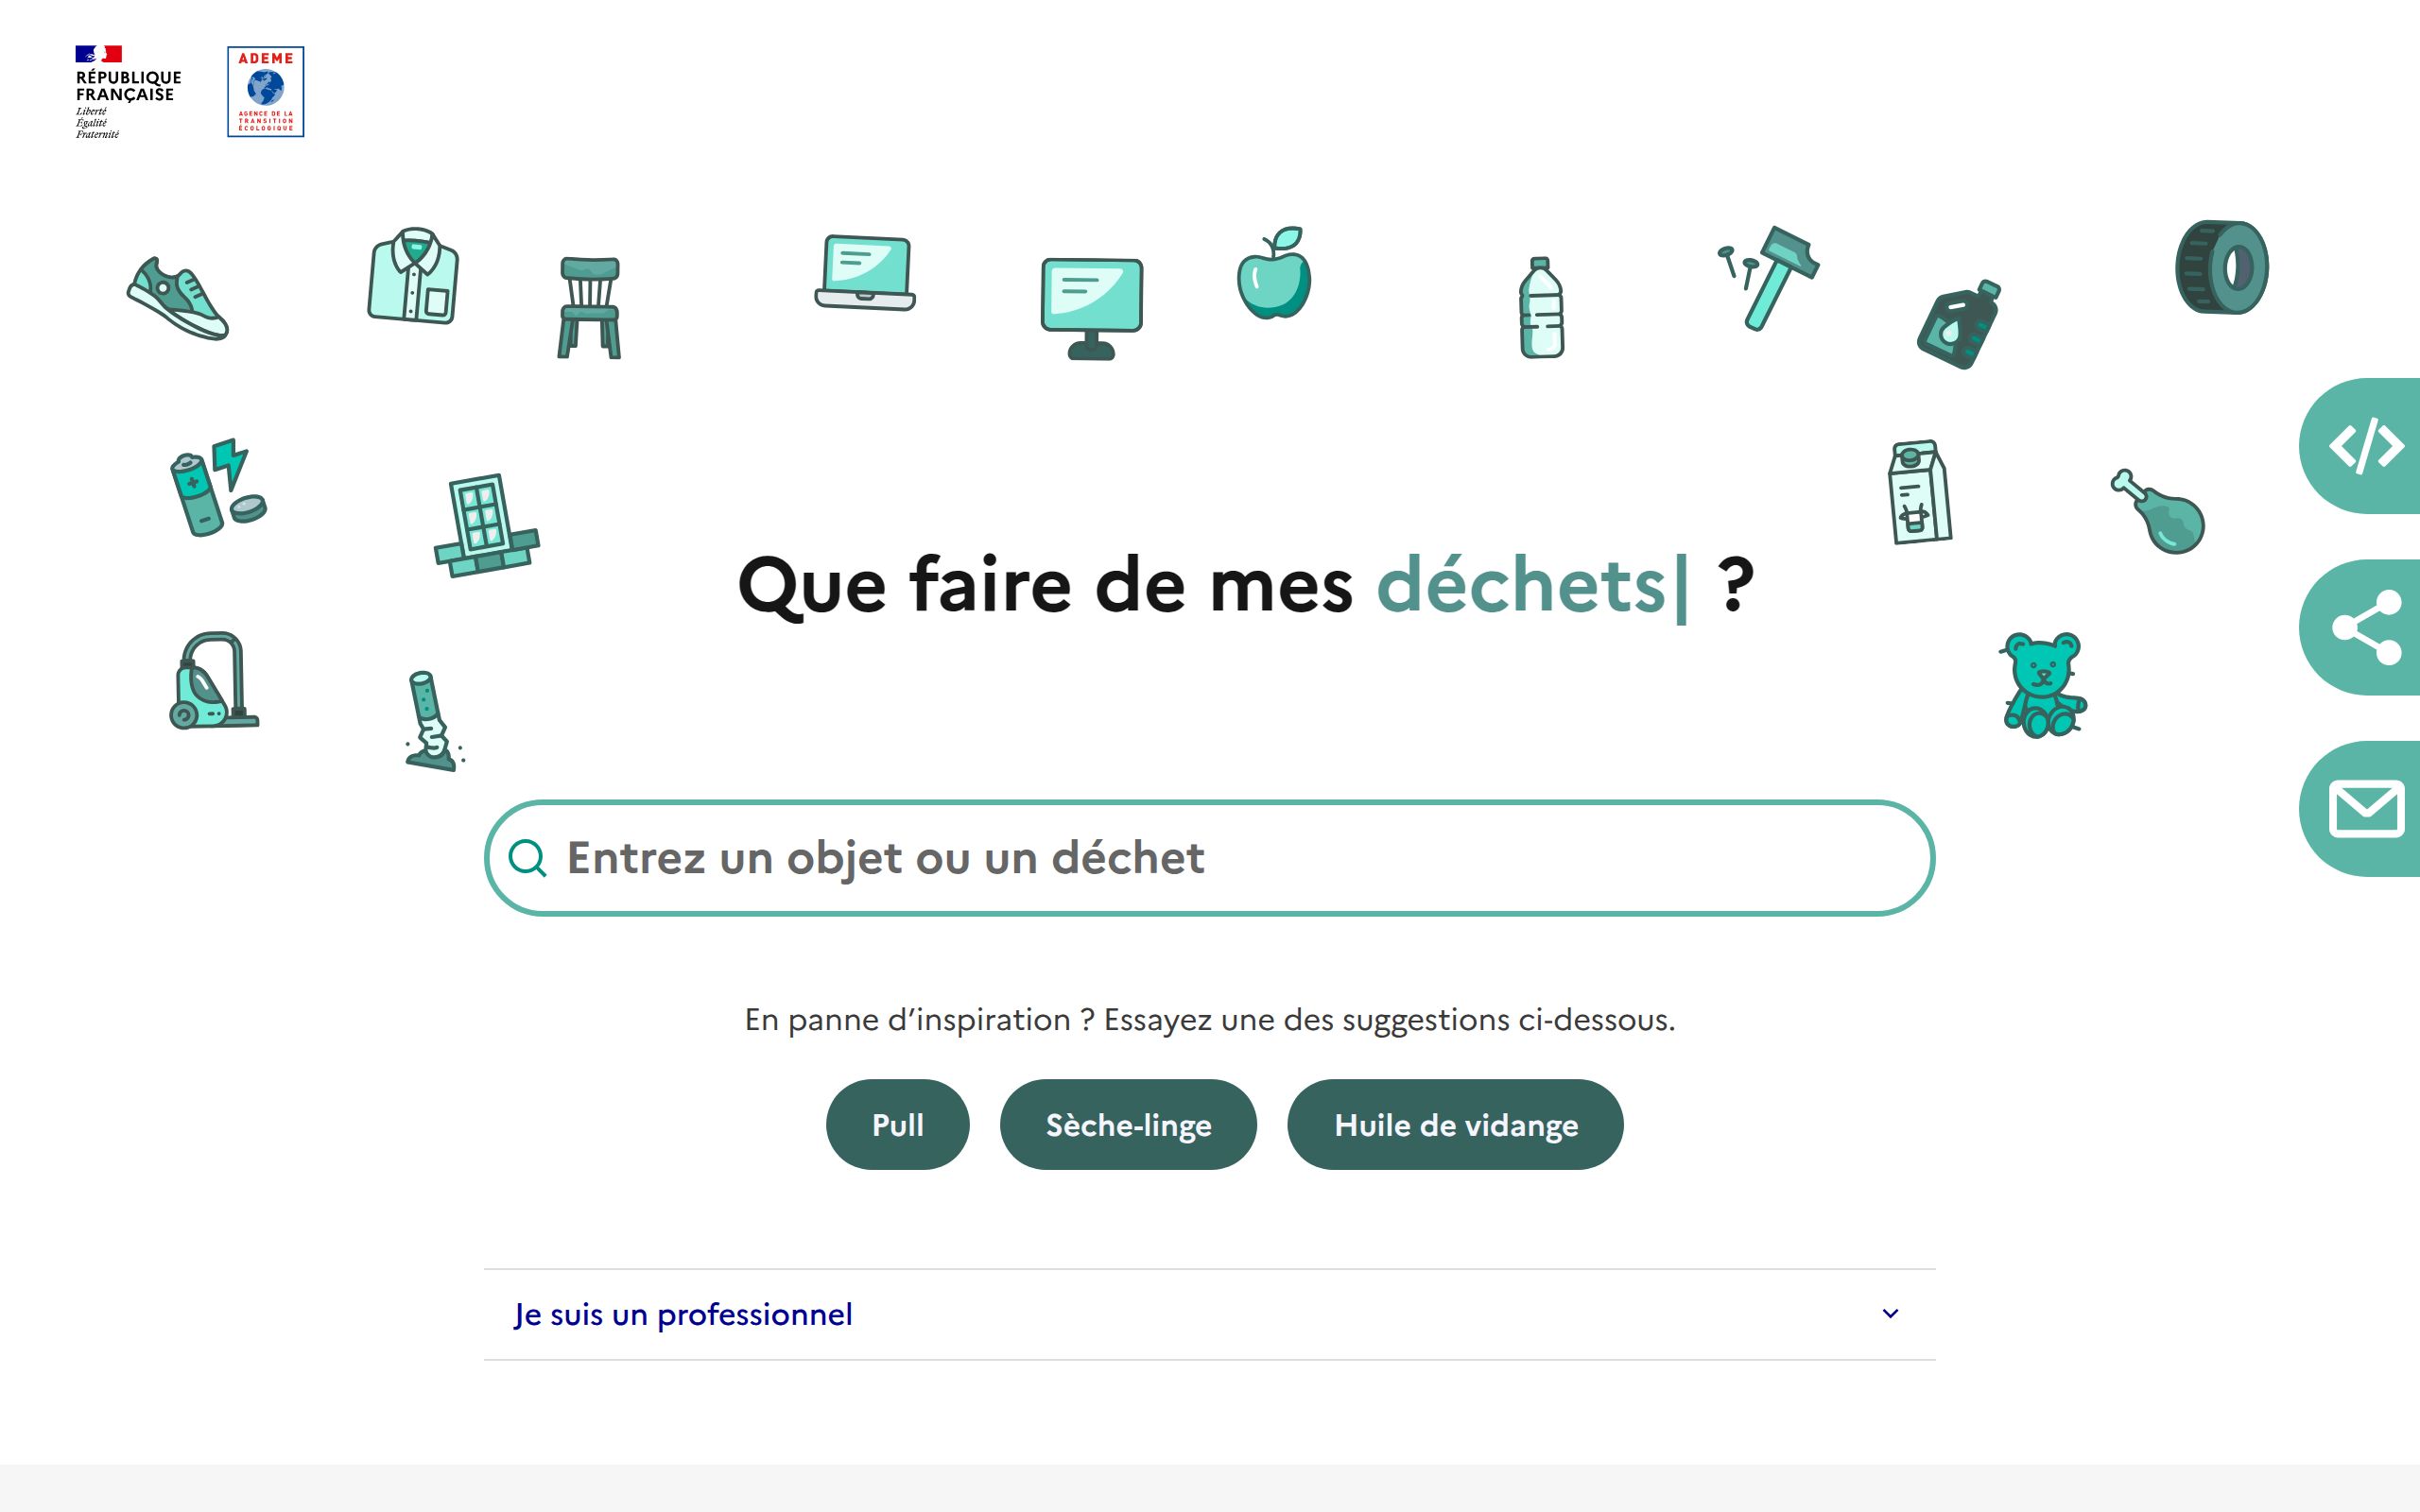 RÉPUBLIQUE
FRANÇAISE
Liberté
Égalité
Fraternité
ADEME
AGENCE DE LA
TRANSITION
ÉCOLOGIQUE
Que faire de mes déchets| ?
Entrez un objet ou un déchet
En panne d’inspiration ? Essayez une des suggestions ci-dessous.
Pull
Sèche-linge
Huile de vidange
Je suis un professionnel